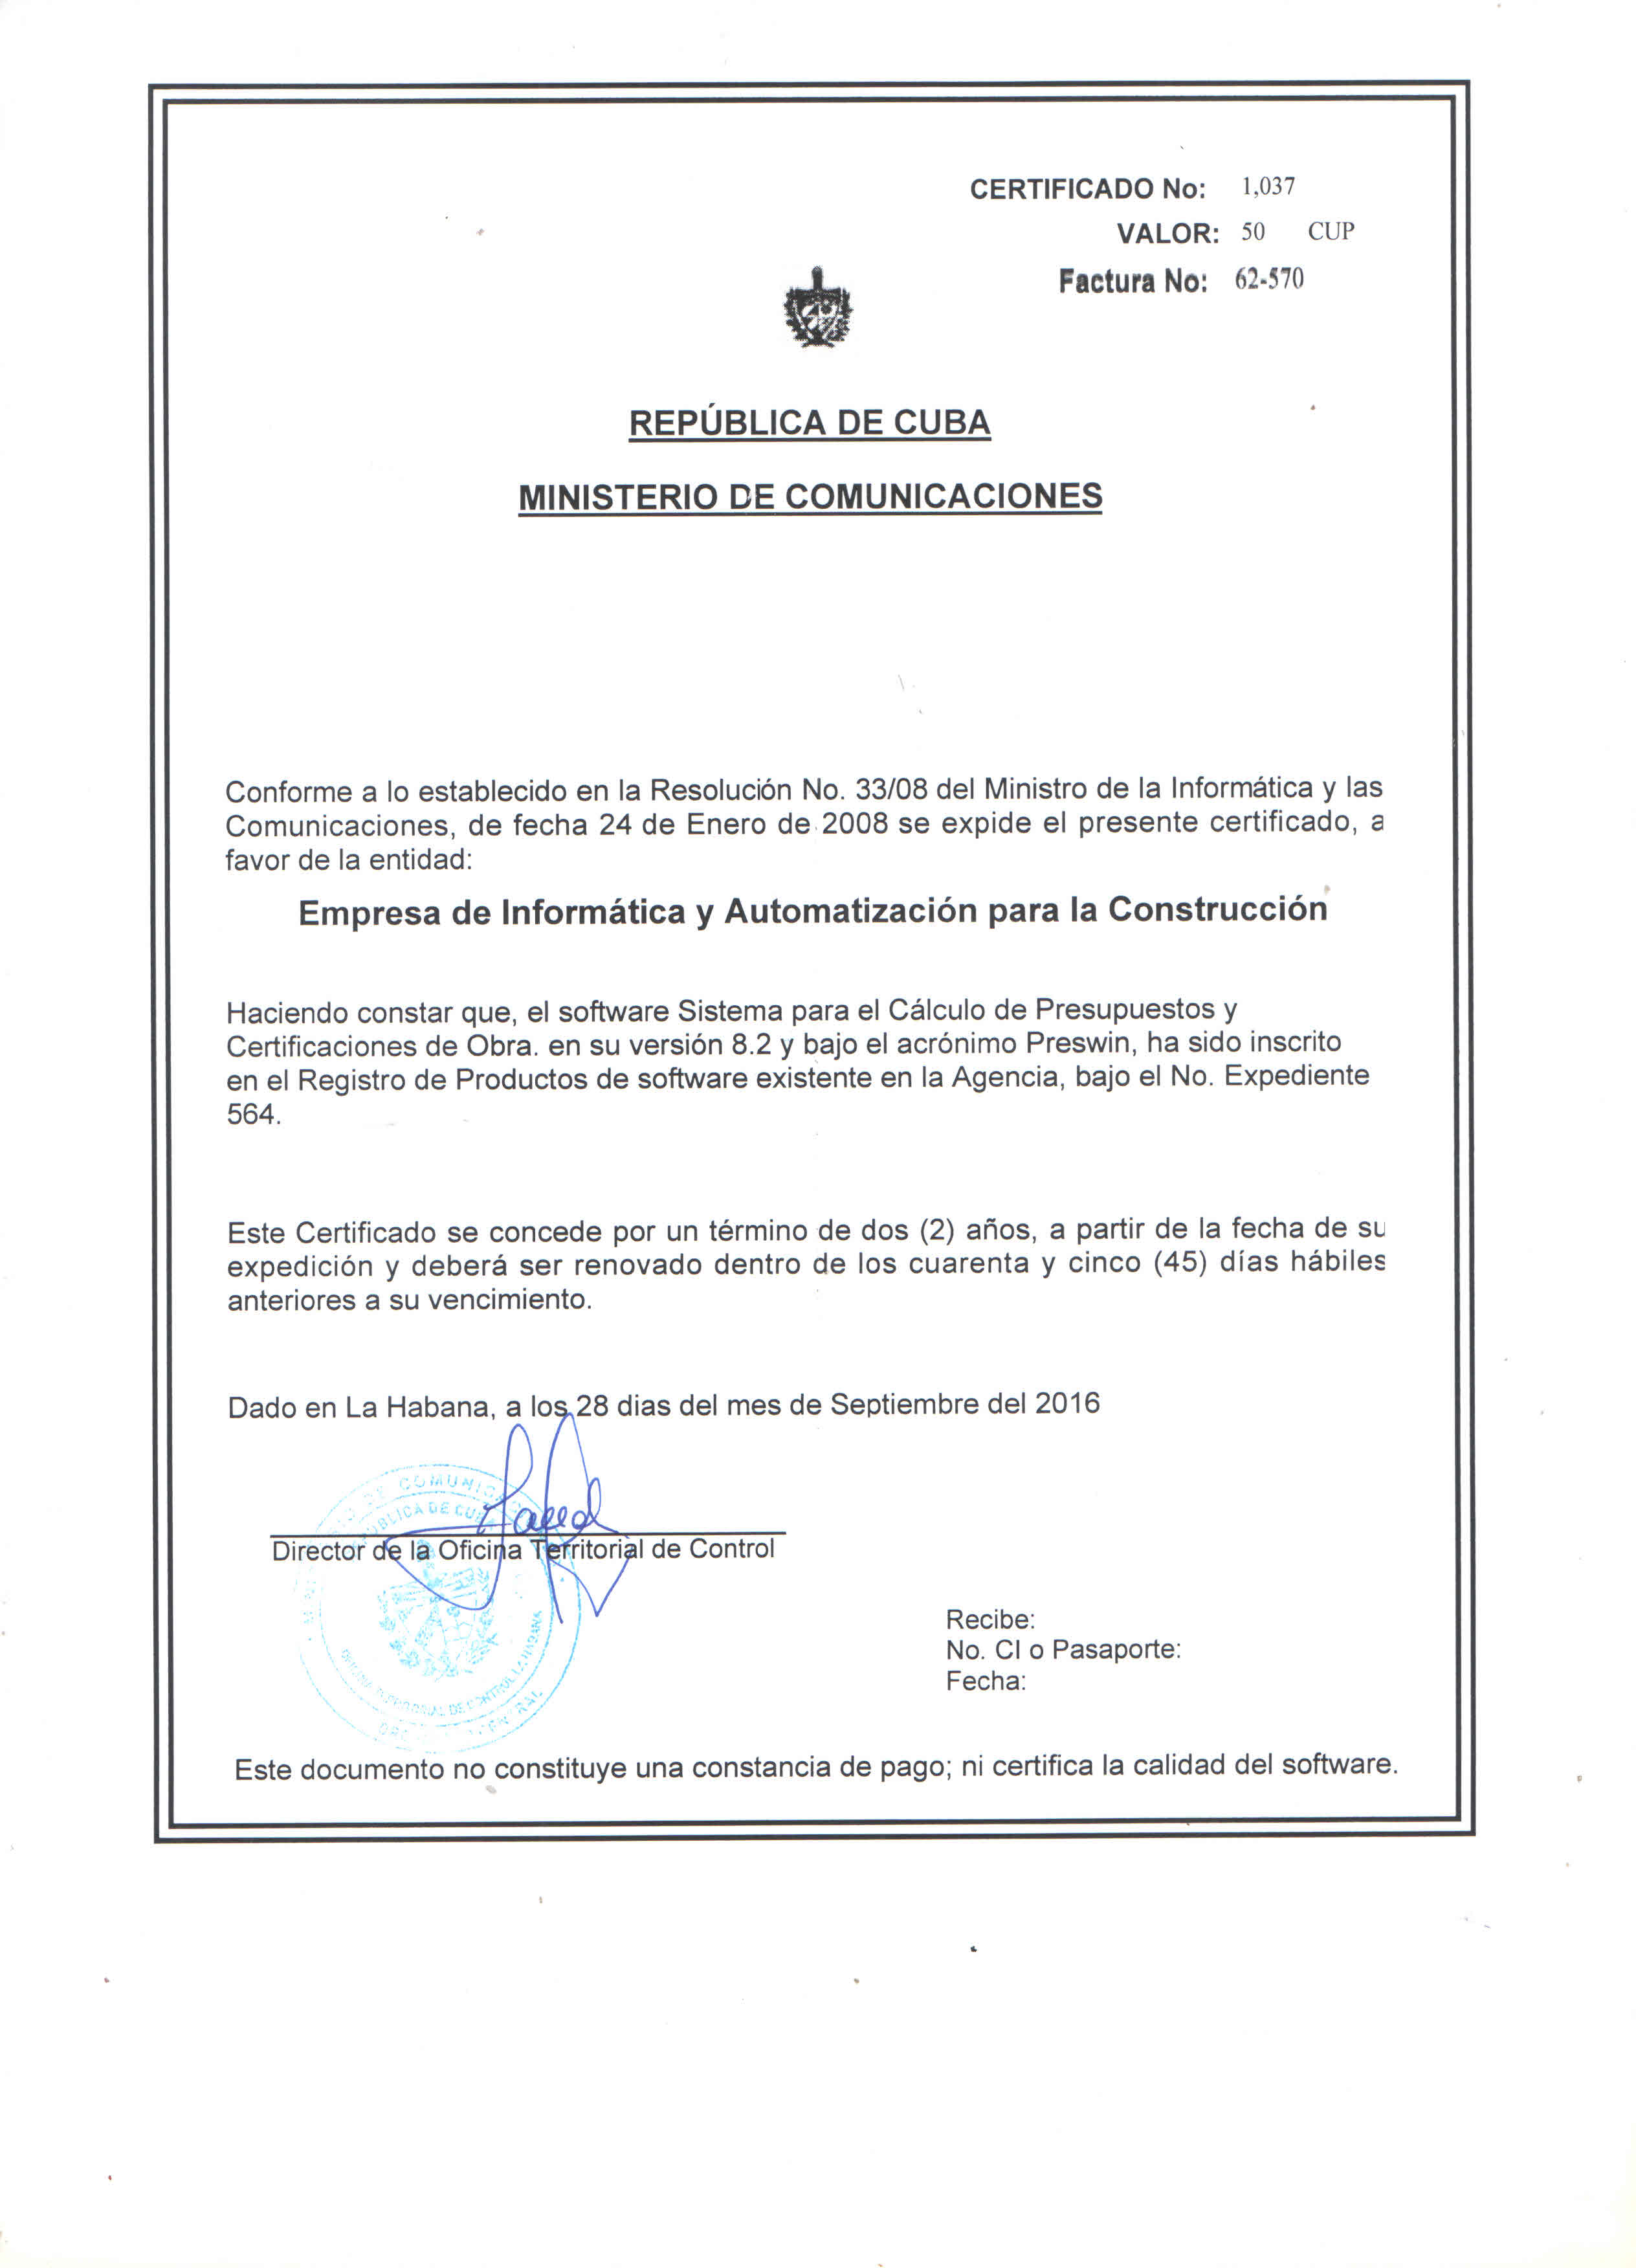 CERTIFICADO No: 1,037
VALOR: 50 CUP
Factura No: 62-570
REPÚBLICA DE CUBA
MINISTERIO DE COMUNICACIONES
Conforme a lo establecido en la Resolución No. 33/08 del Ministro de la Informática y las
Comunicaciones, de fecha 24 de Enero de 2008 se expide el presente certificado, a
favor de la entidad:
Empresa de Informática y Automatización para la Construcción
Haciendo constar que, el software Sistema para el Cálculo de Presupuestos y
Certificaciones de Obra. en su versión 8.2 y bajo el acrónimo Preswin, ha sido inscrito
en el Registro de Productos de software existente en la Agencia, bajo el No. Expediente
564.
Este Certificado se concede por un término de dos (2) años, a partir de la fecha de su
expedición y deberá ser renovado dentro de los cuarenta y cinco (45) días hábiles
anteriores a su vencimiento.
Dado en La Habana, a los 28 dias del mes de Septiembre del 2016
DE CUBA
Director de la Oficina Territorial de Control
DE CONTROL LA HABANA
Recibe:
No. CI o Pasaporte:
Fecha:
Este documento no constituye una constancia de pago; ni certifica la calidad del software.